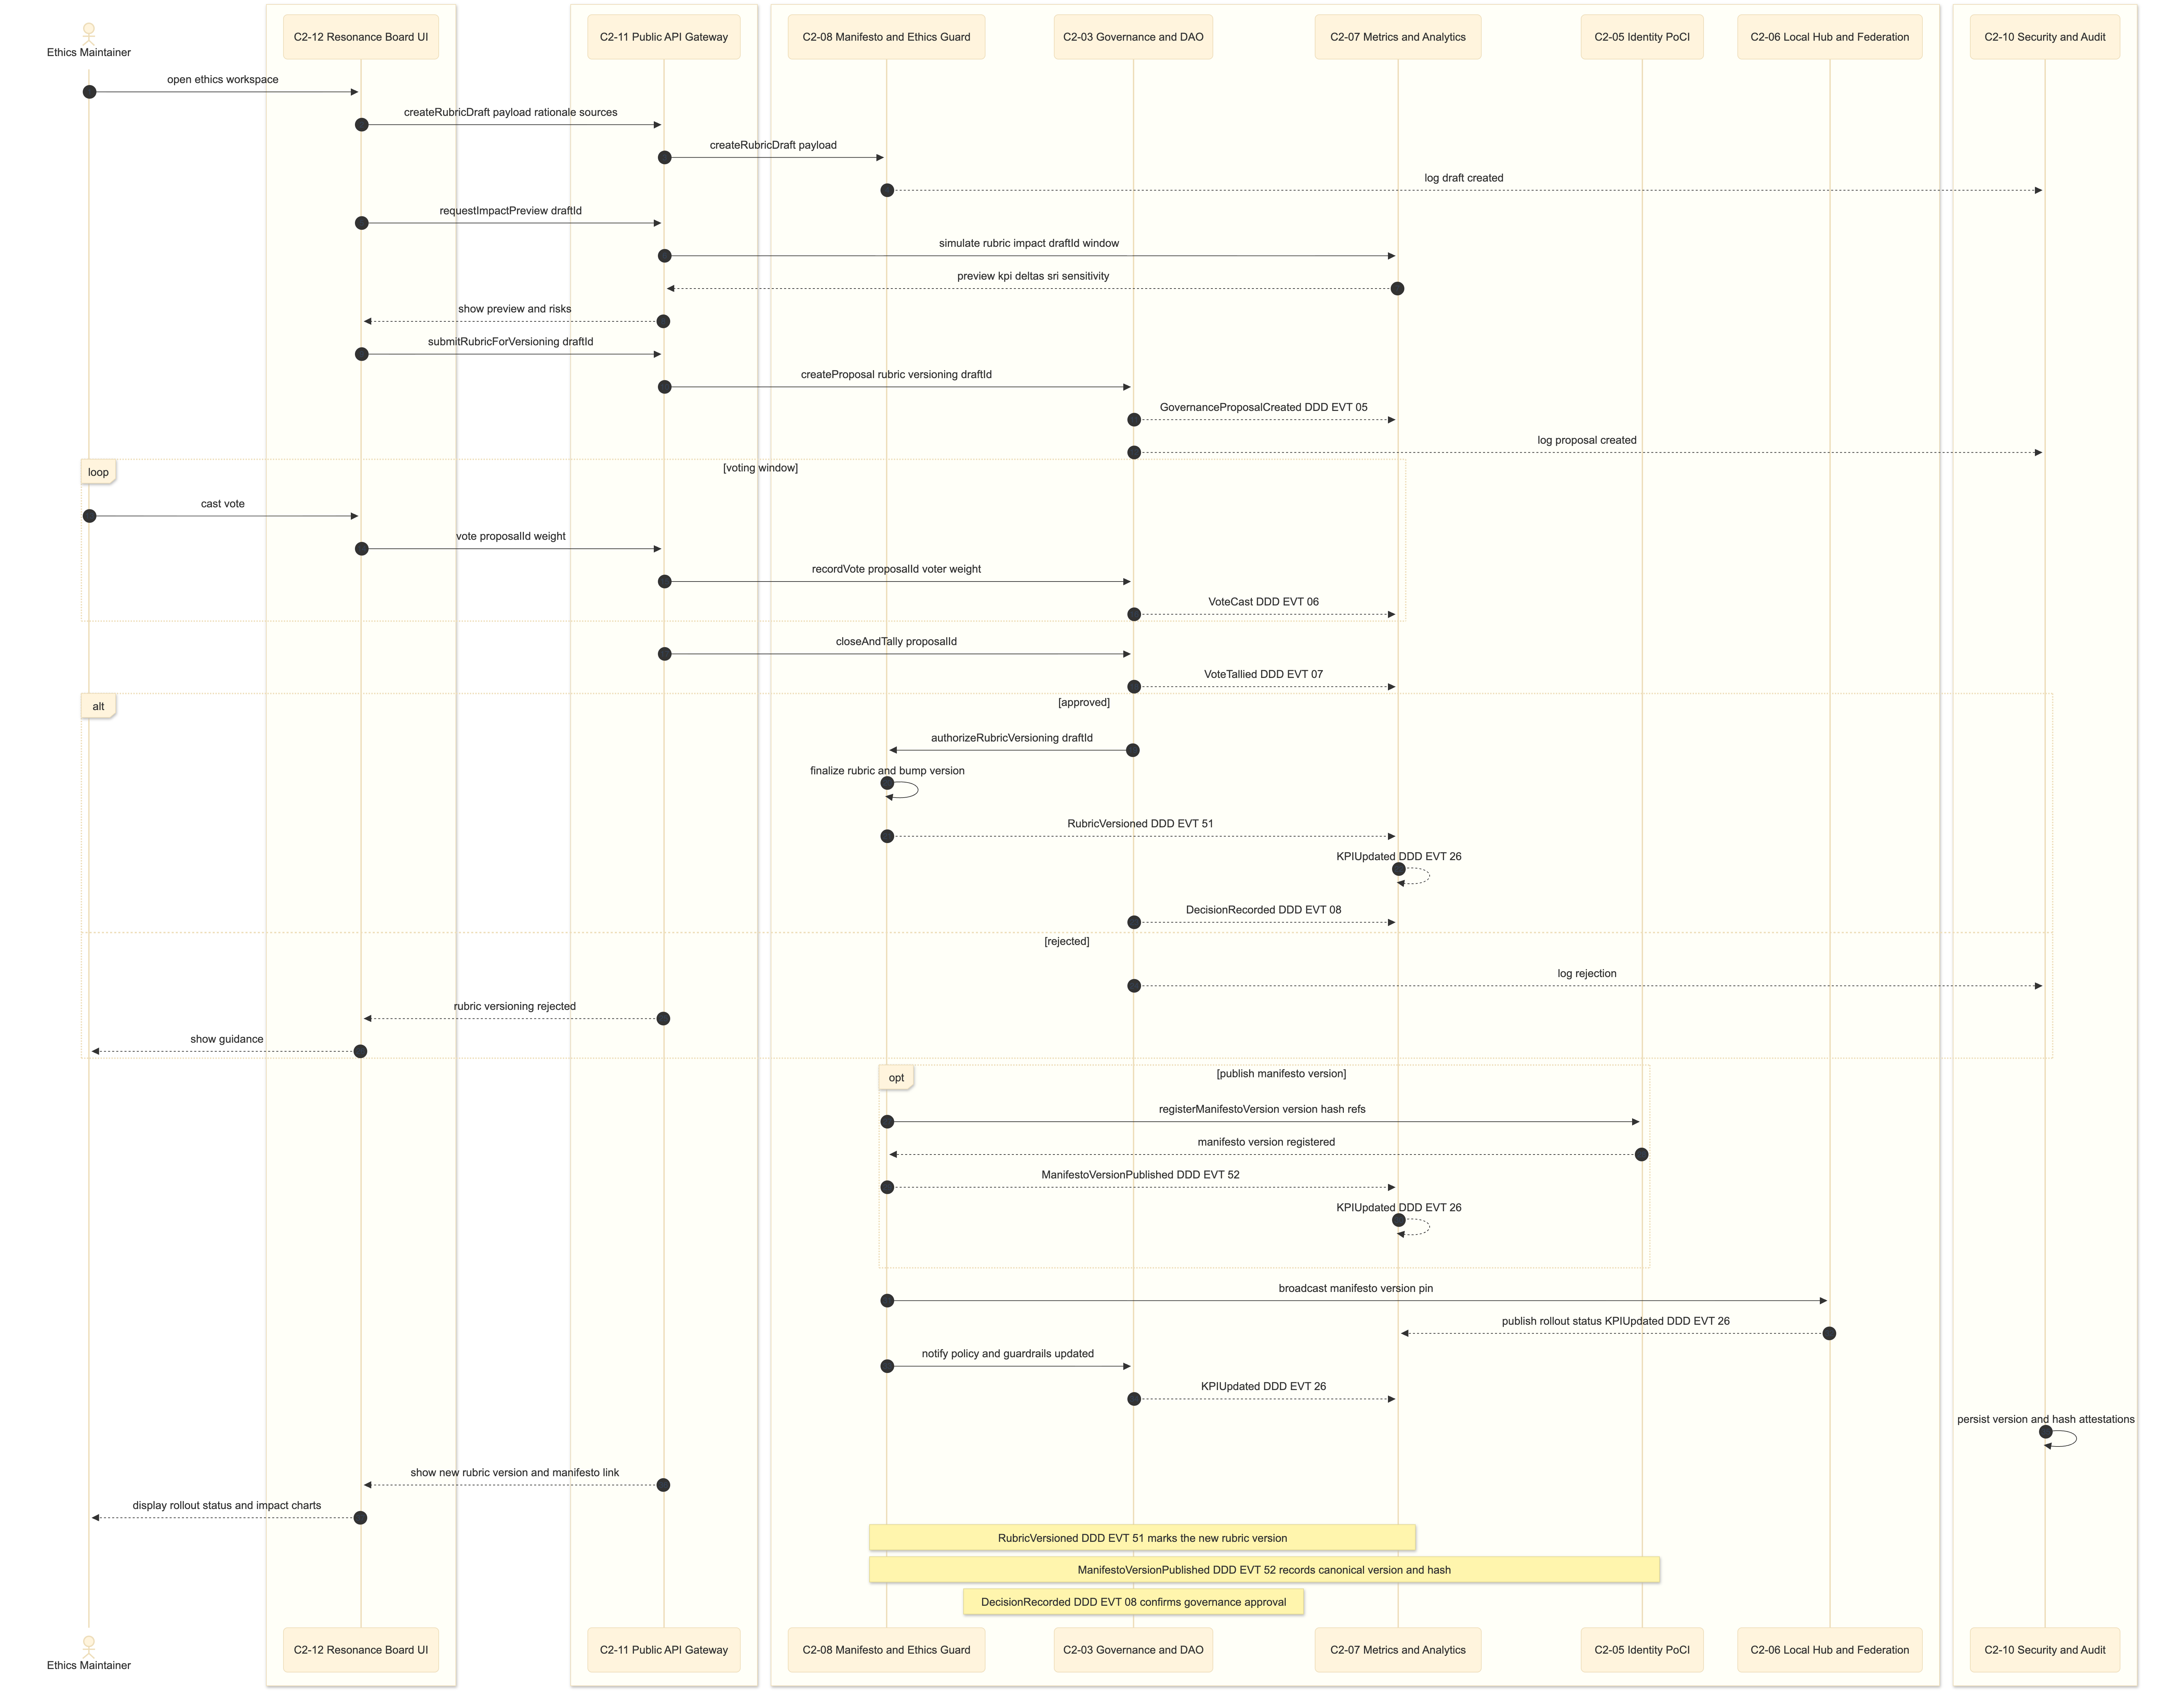 Ethics Maintainer
C2-12 Resonance Board UI
C2-11 Public API Gateway
C2-08 Manifesto and Ethics Guard
C2-03 Governance and DAO
C2-07 Metrics and Analytics
C2-05 Identity PoCI
C2-06 Local Hub and Federation
C2-10 Security and Audit
open ethics workspace
createRubricDraft payload rationale sources
createRubricDraft payload
log draft created
requestImpactPreview draftId
simulate rubric impact draftId window
preview kpi deltas sri sensitivity
show preview and risks
submitRubricForVersioning draftId
createProposal rubric versioning draftId
GovernanceProposalCreated DDD EVT 05
log proposal created
loop
[voting window]
cast vote
vote proposalId weight
recordVote proposalId voter weight
VoteCast DDD EVT 06
closeAndTally proposalId
VoteTallied DDD EVT 07
alt
[approved]
authorizeRubricVersioning draftId
finalize rubric and bump version
RubricVersioned DDD EVT 51
KPIUpdated DDD EVT 26
DecisionRecorded DDD EVT 08
[rejected]
log rejection
rubric versioning rejected
show guidance
opt
[publish manifesto version]
registerManifestoVersion version hash refs
manifesto version registered
ManifestoVersionPublished DDD EVT 52
KPIUpdated DDD EVT 26
broadcast manifesto version pin
publish rollout status KPIUpdated DDD EVT 26
notify policy and guardrails updated
KPIUpdated DDD EVT 26
persist version and hash attestations
show new rubric version and manifesto link
display rollout status and impact charts
RubricVersioned DDD EVT 51 marks the new rubric version
ManifestoVersionPublished DDD EVT 52 records canonical version and hash
DecisionRecorded DDD EVT 08 confirms governance approval
Ethics Maintainer
C2-12 Resonance Board UI
C2-11 Public API Gateway
C2-08 Manifesto and Ethics Guard
C2-03 Governance and DAO
C2-07 Metrics and Analytics
C2-05 Identity PoCI
C2-06 Local Hub and Federation
C2-10 Security and Audit